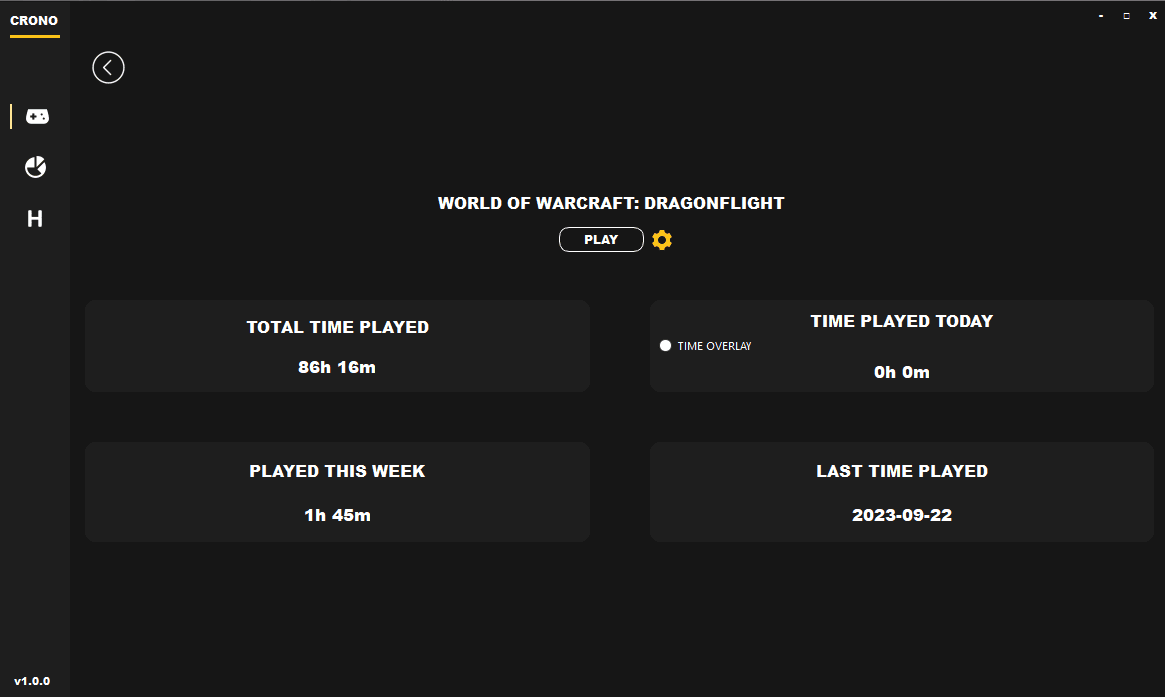 CRONO
- □ X
H
WORLD OF WARCRAFT: DRAGONFLIGHT
PLAY
TOTAL TIME PLAYED
86h 16m
TIME PLAYED TODAY
TIME OVERLAY
0h 0m
PLAYED THIS WEEK
1h 45m
LAST TIME PLAYED
2023-09-22
v1.0.0